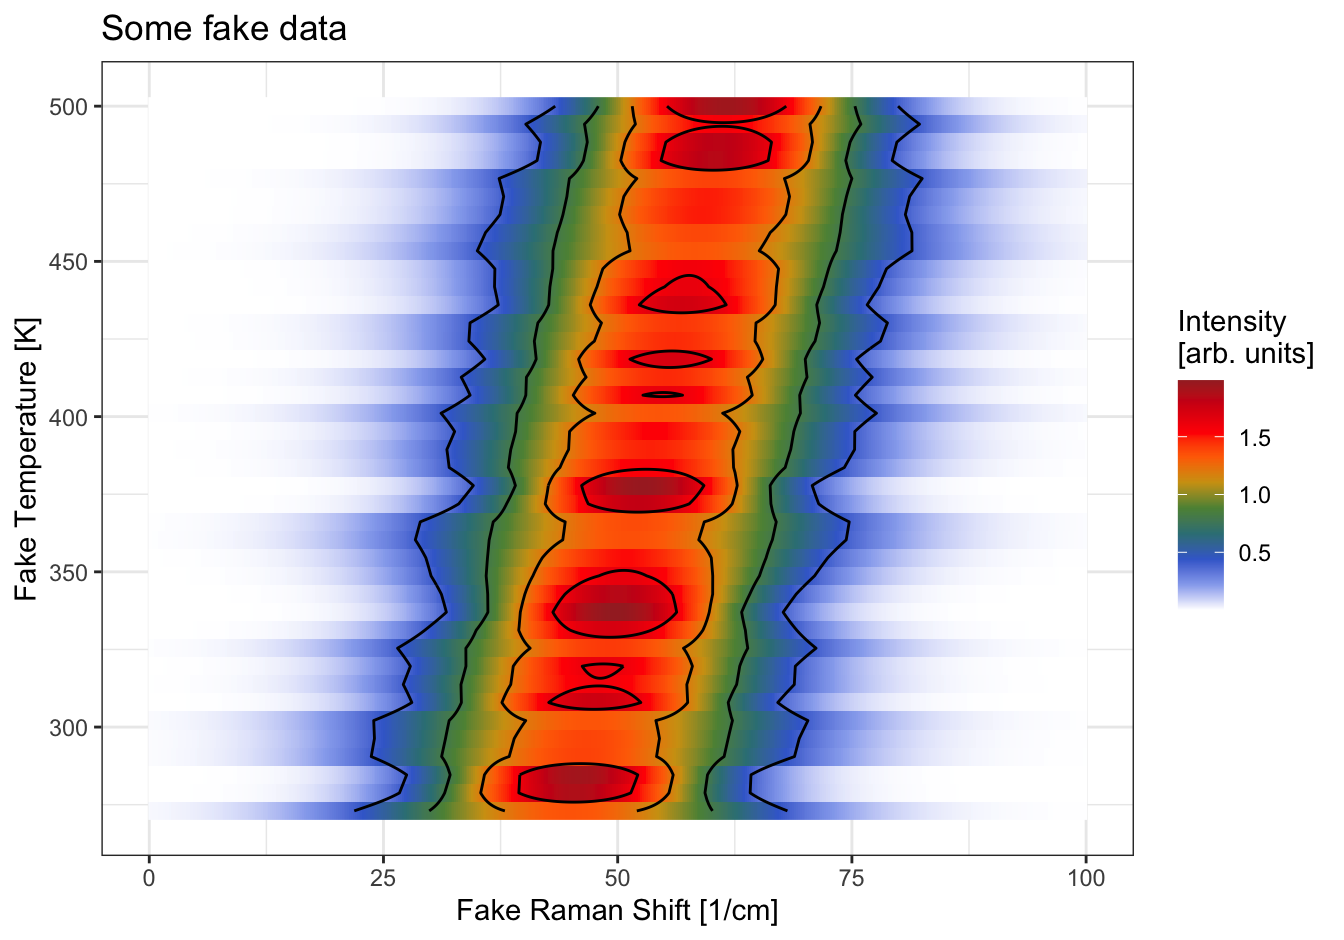 Some fake data
500
450
400
350
300
Fake Temperature [K]
0
25
50
75
100
Fake Raman Shift [1/cm]
Intensity
[arb. units]
1.5
1.0
0.5